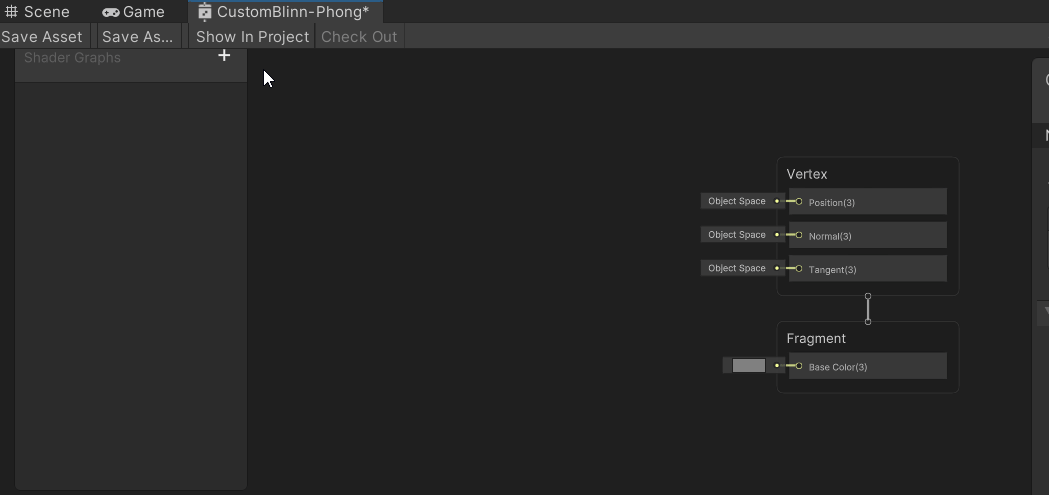 Scene Game CustomBlinn-Phong*
Save Asset Save As... Show In Project Check Out
Shader Graphs
Vertex
Object Space Position(3)
Object Space Normal(3)
Object Space Tangent(3)
Fragment
Base Color(3)